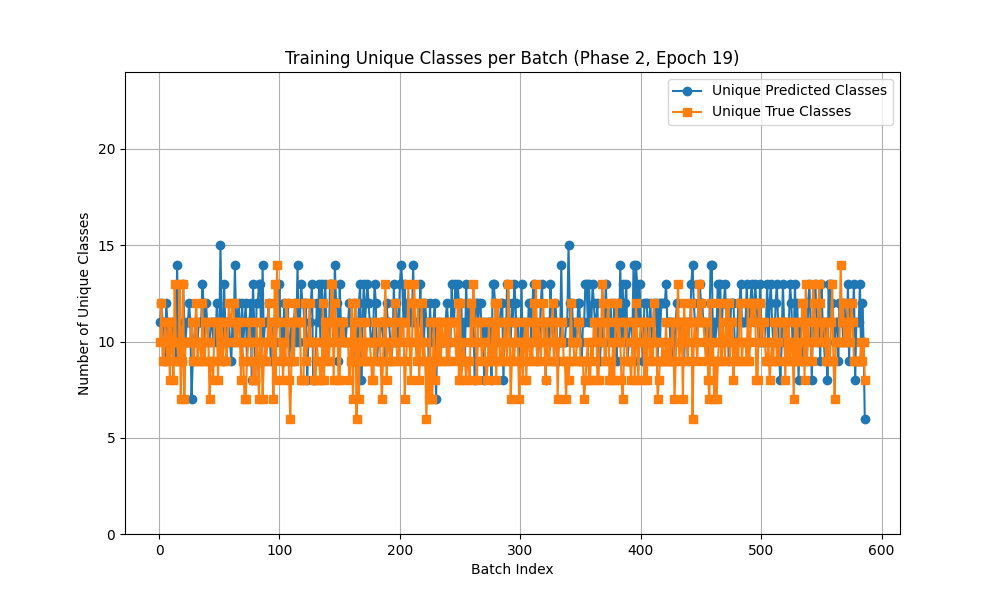 Training Unique Classes per Batch (Phase 2, Epoch 19)
Unique Predicted Classes
Unique True Classes
Number of Unique Classes
20
15
10
5
0
0 100 200 300 400 500 600
Batch Index